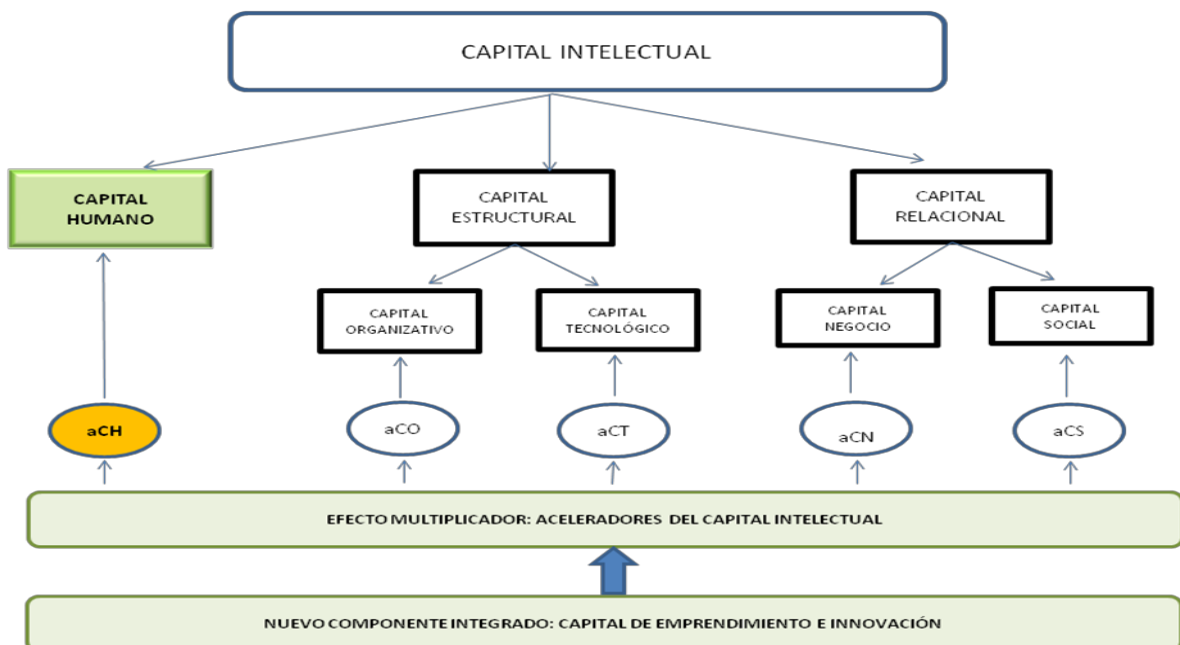 CAPITAL INTELECTUAL
CAPITAL
HUMANO
CAPITAL
ESTRUCTURAL
CAPITAL
RELACIONAL
CAPITAL
ORGANIZATIVO
CAPITAL
TECNOLÓGICO
CAPITAL
NEGOCIO
CAPITAL
SOCIAL
aCH
aCO
aCT
aCN
aCS
EFECTO MULTIPLICADOR: ACELERADORES DEL CAPITAL INTELECTUAL
NUEVO COMPONENTE INTEGRADO: CAPITAL DE EMPRENDIMIENTO E INNOVACIÓN